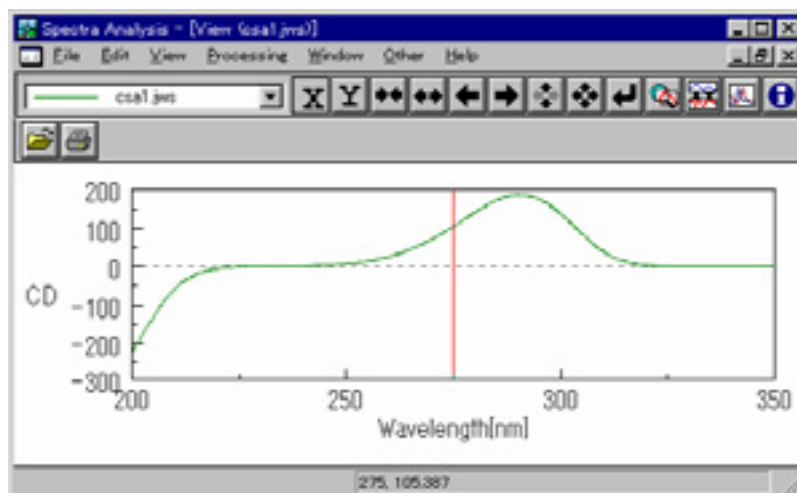 Spectra Analysis - [View (csa1.jws)]
File Edit View Processing Window Other Help
csa1.jws X Y
200
100
0
CD
-100
-200
-300
200 250 300 350
Wavelength[nm]
275, 105.387